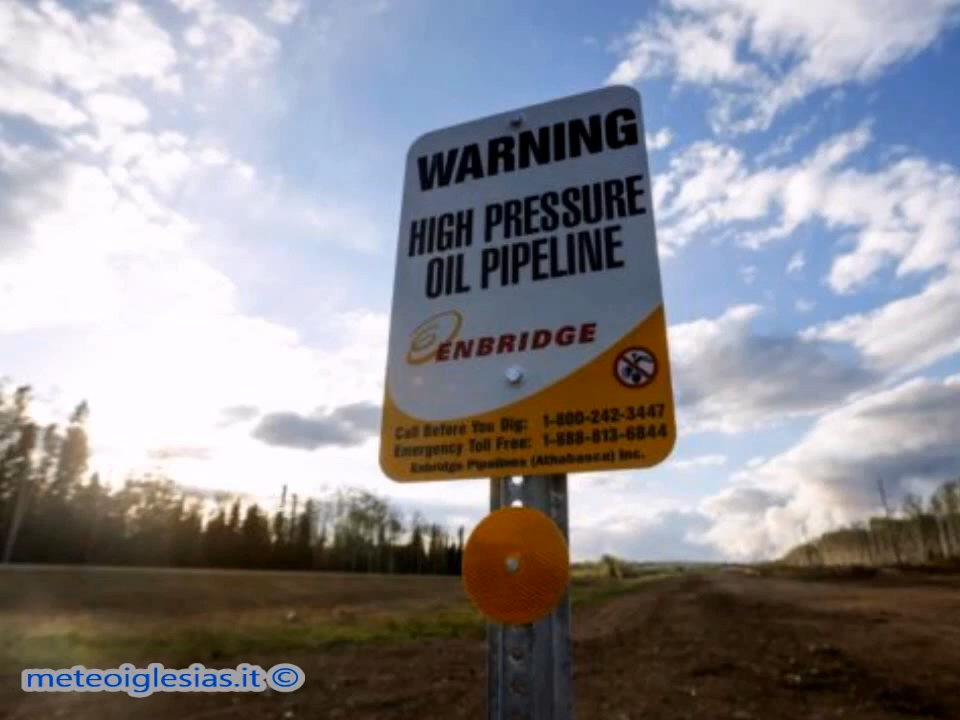 WARNING
HIGH PRESSURE
OIL PIPELINE
ENBRIDGE
Call Before You Dig: 1-800-242-3447
Emergency Toll Free: 1-888-813-6844
Enbridge Pipelines (Athabasca) Inc.
meteoiglesias.it ©